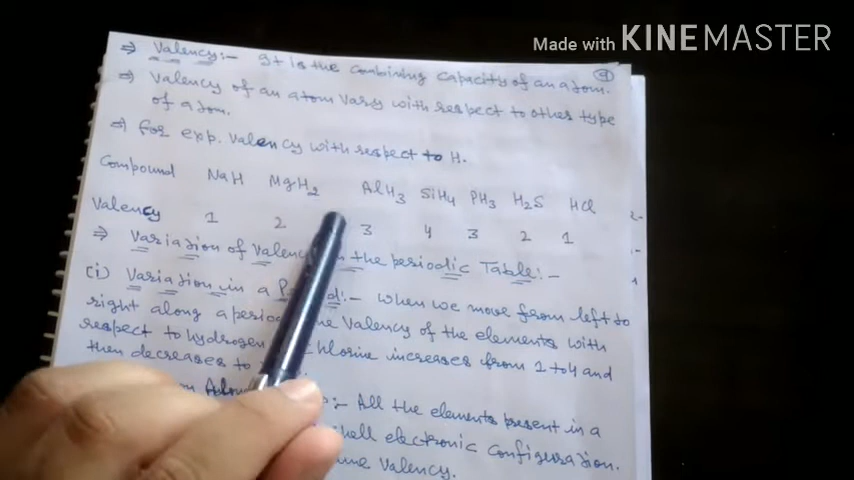 Made with KINEMASTER
9
⇒ Valency:- It is the combining capacity of an atom.
⇒ Valency of an atom vary with respect to other type
of atom.
⇒ for exp. Valency with respect to H.
Compound NaH MgH2 AlH3 SiH4 PH3 H2S HCl
Valency 1 2 3 4 3 2 1
⇒ Variation of Valency the periodic Table:-
(i) Variation in a :- When we move from left to
right along a period Valency of the elements with
respect to hydrogen chlorine increases from 1 to 4 and
then decreases to
:- All the elements present in a
shell electronic configuration.
Valency.